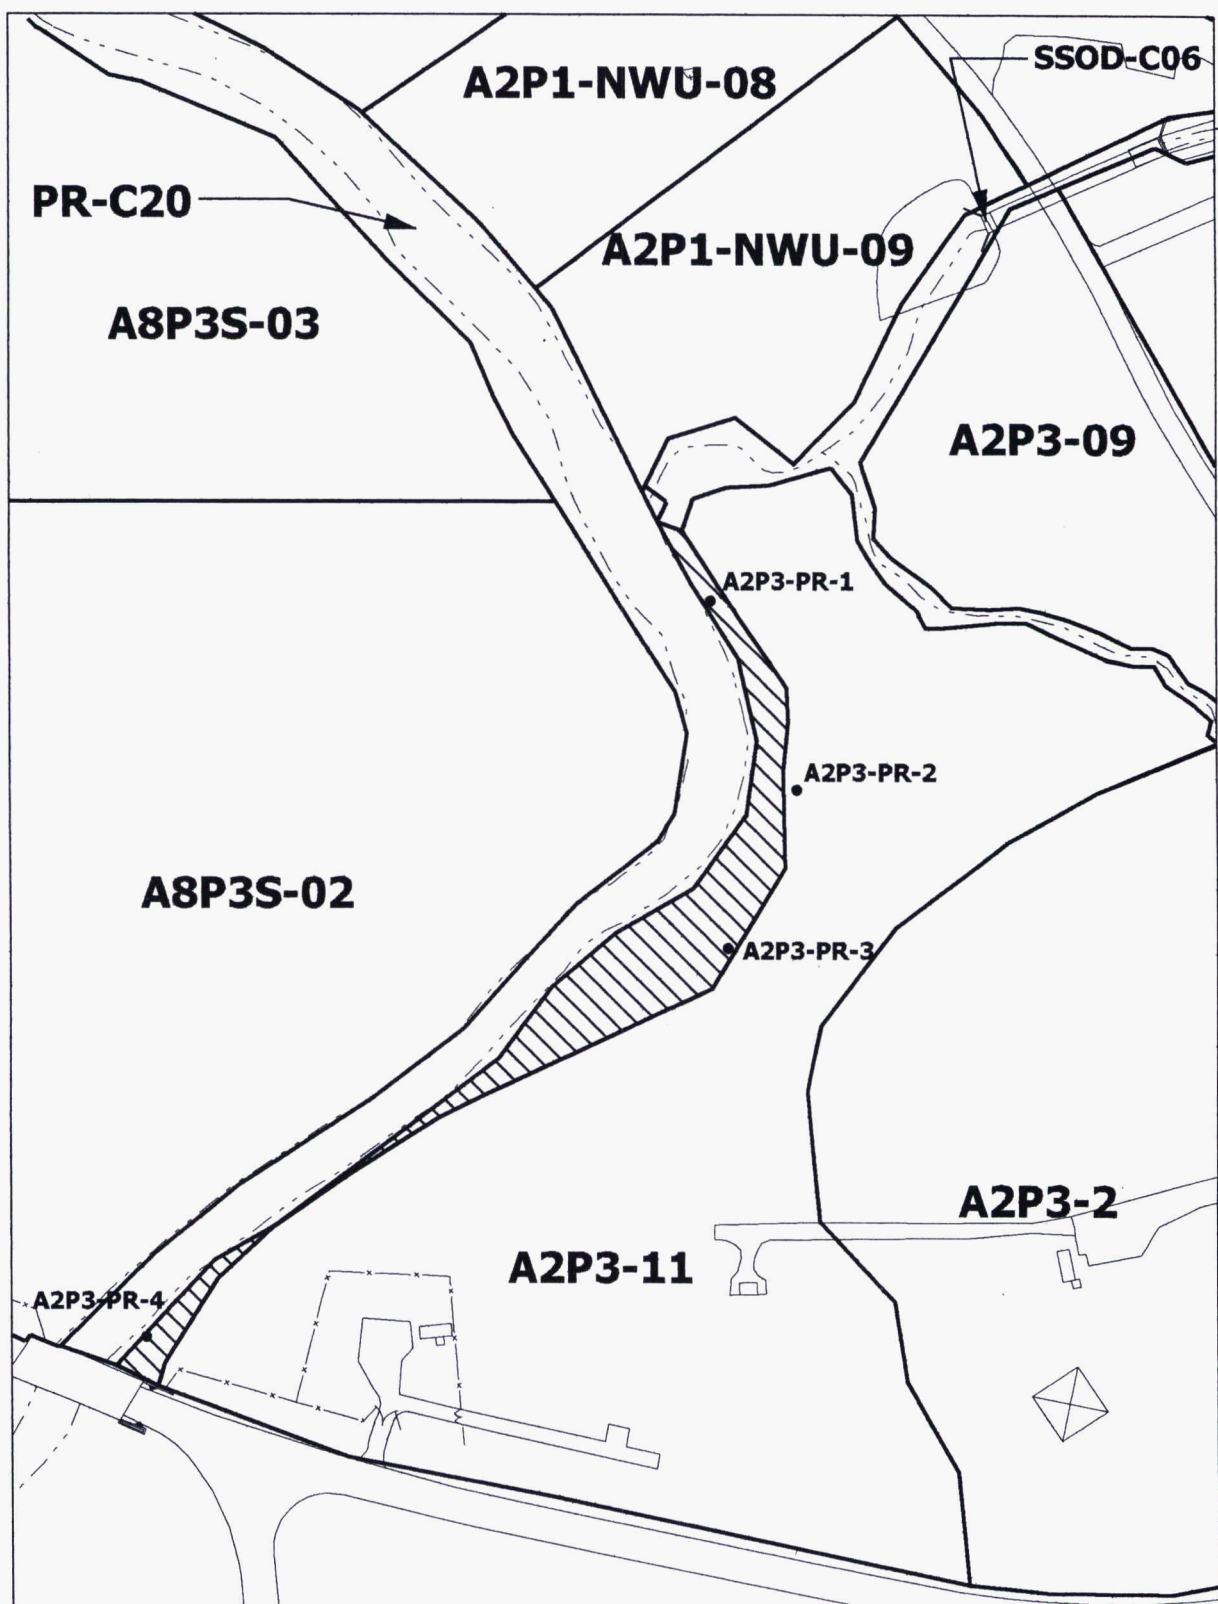 SSOD-C06
A2P1-NWU-08
PR-C20
A2P1-NWU-09
A8P3S-03
A2P3-09
A2P3-PR-1
A2P3-PR-2
A8P3S-02
A2P3-PR-3
A2P3-2
A2P3-11
A2P3-PR-4